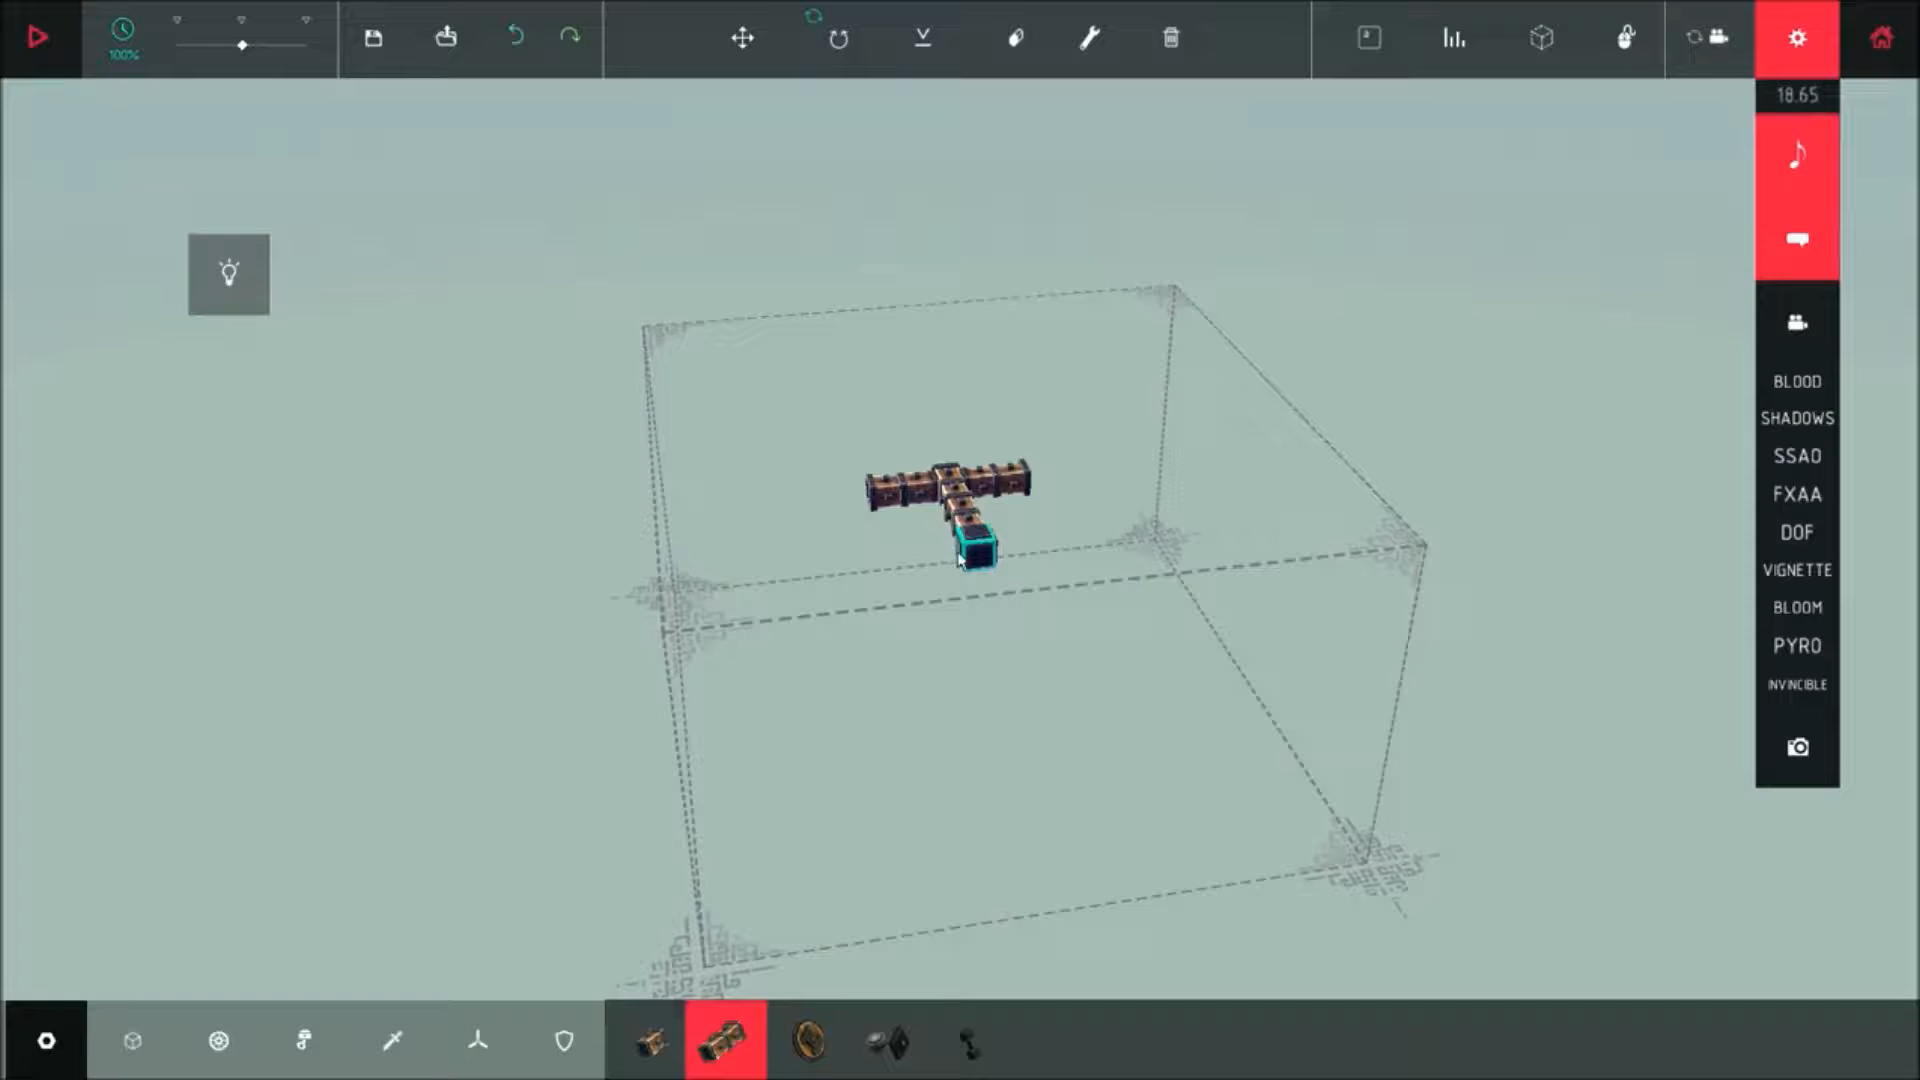 100%
18.65
BLOOD
SHADOWS
SSAO
FXAA
DOF
VIGNETTE
BLOOM
PYRO
INVINCIBLE